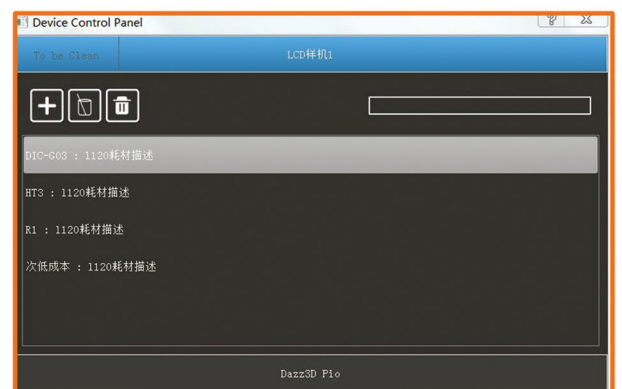 Device Control Panel
To be Clean
LCD样机1
DIC-G03 : 1120耗材描述
HT3 : 1120耗材描述
R1 : 1120耗材描述
次低成本 : 1120耗材描述
Dazz3D Pio